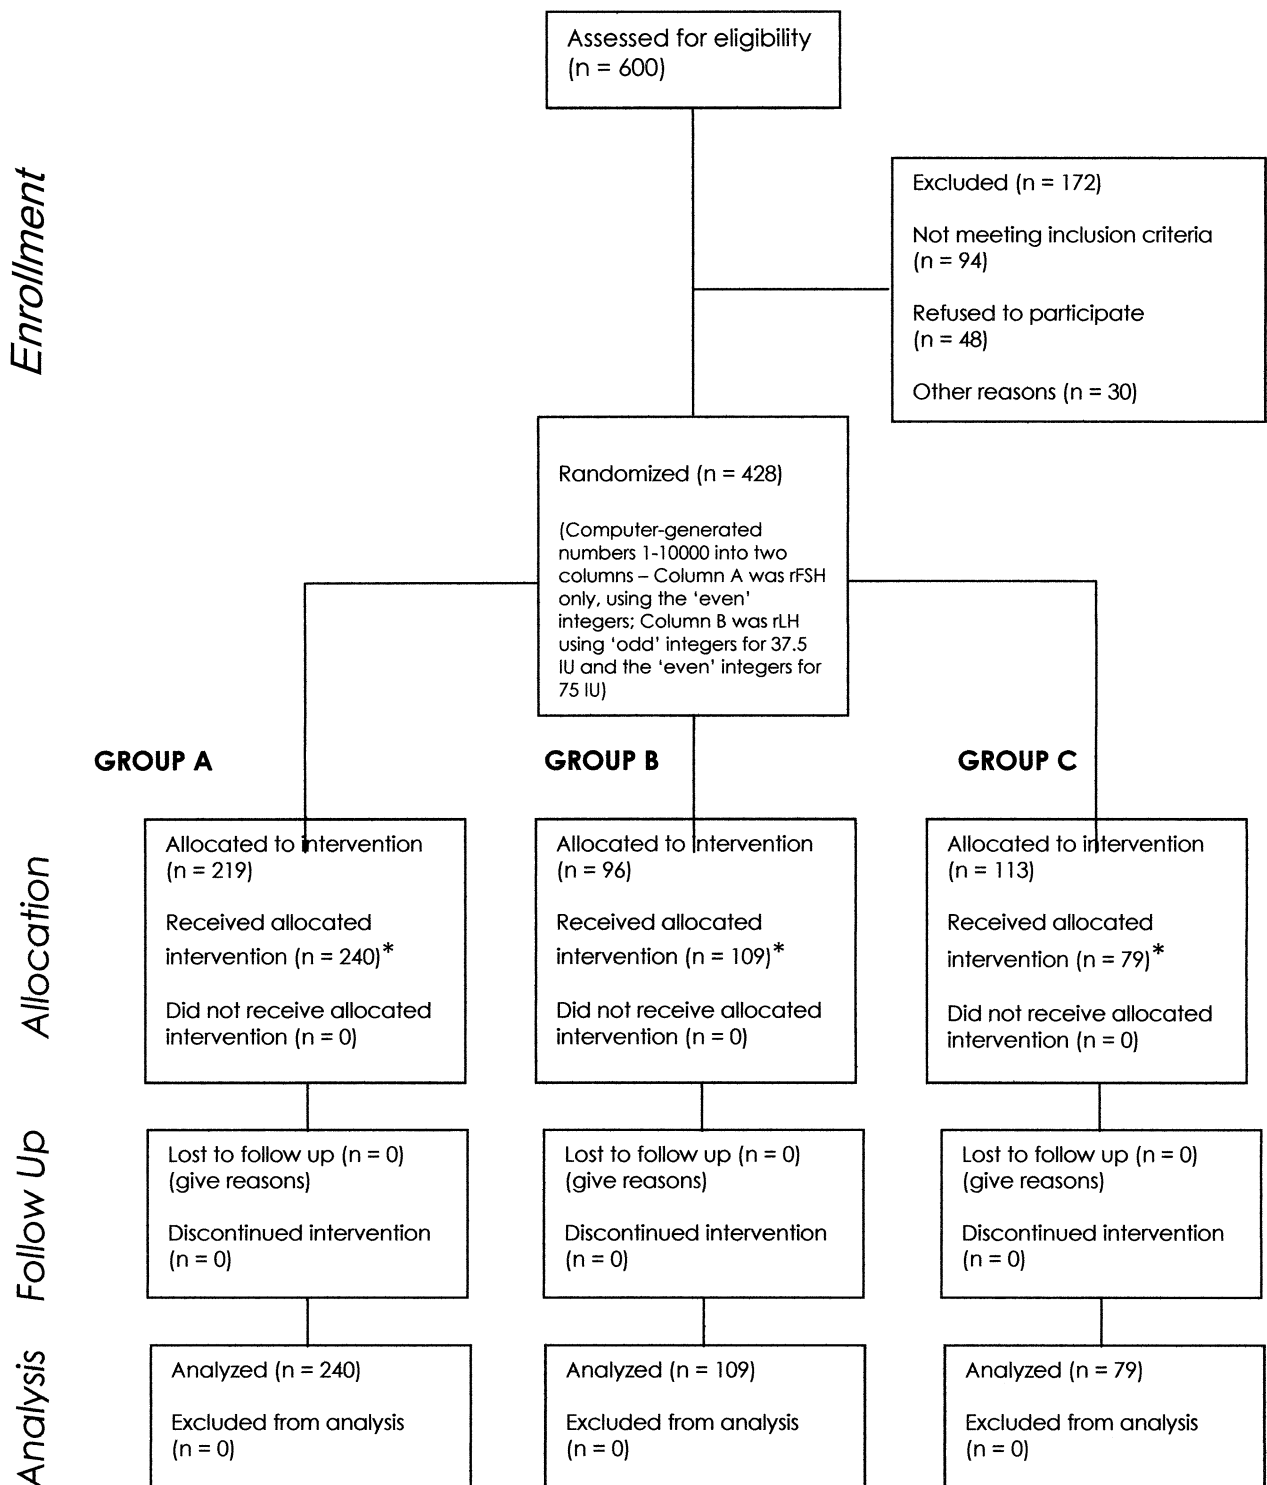 Assessed for eligibility
(n = 600)
Enrollment
Excluded (n = 172)
Not meeting inclusion criteria
(n = 94)
Refused to participate
(n = 48)
Other reasons (n = 30)
Randomized (n = 428)
(Computer-generated
numbers 1-10000 into two
columns – Column A was rFSH
only, using the ‘even’
integers; Column B was rLH
using ‘odd’ integers for 37.5
IU and the ‘even’ integers for
75 IU)
GROUP A
GROUP B
GROUP C
Allocation
Allocated to intervention
(n = 219)
Received allocated
intervention (n = 240)*
Did not receive allocated
intervention (n = 0)
Allocated to intervention
(n = 96)
Received allocated
intervention (n = 109)*
Did not receive allocated
intervention (n = 0)
Allocated to intervention
(n = 113)
Received allocated
intervention (n = 79)*
Did not receive allocated
intervention (n = 0)
Follow Up
Lost to follow up (n = 0)
(give reasons)
Discontinued intervention
(n = 0)
Lost to follow up (n = 0)
(give reasons)
Discontinued intervention
(n = 0)
Lost to follow up (n = 0)
(give reasons)
Discontinued intervention
(n = 0)
Analysis
Analyzed (n = 240)
Excluded from analysis
(n = 0)
Analyzed (n = 109)
Excluded from analysis
(n = 0)
Analyzed (n = 79)
Excluded from analysis
(n = 0)